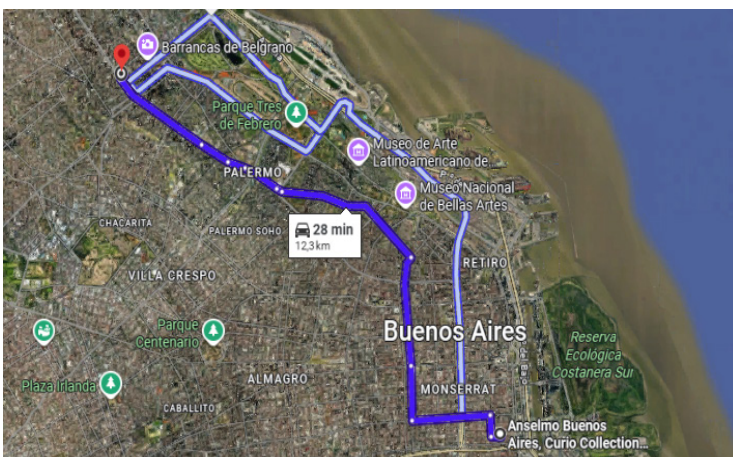 Barrancas de Belgrano
Parque Tres
de Febrero
Museo de Arte
Latinoamericano de...
PALERMO
Museo Nacional
de Bellas Artes
CHACARITA
PALERMO SOHO
28 min
12,3 km
RETIRO
VILLA CRESPO
Parque
Centenario
Buenos Aires
Reserva
Ecológica
Costanera Sur
Plaza Irlanda
ALMAGRO
MONSERRAT
CABALLITO
Anselmo Buenos
Aires, Curio Collection...